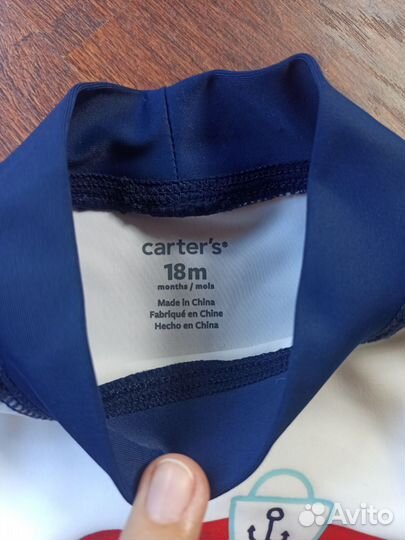 carter's®
18m
months / mois
Made in China
Fabriqué en Chine
Hecho en China
Avito